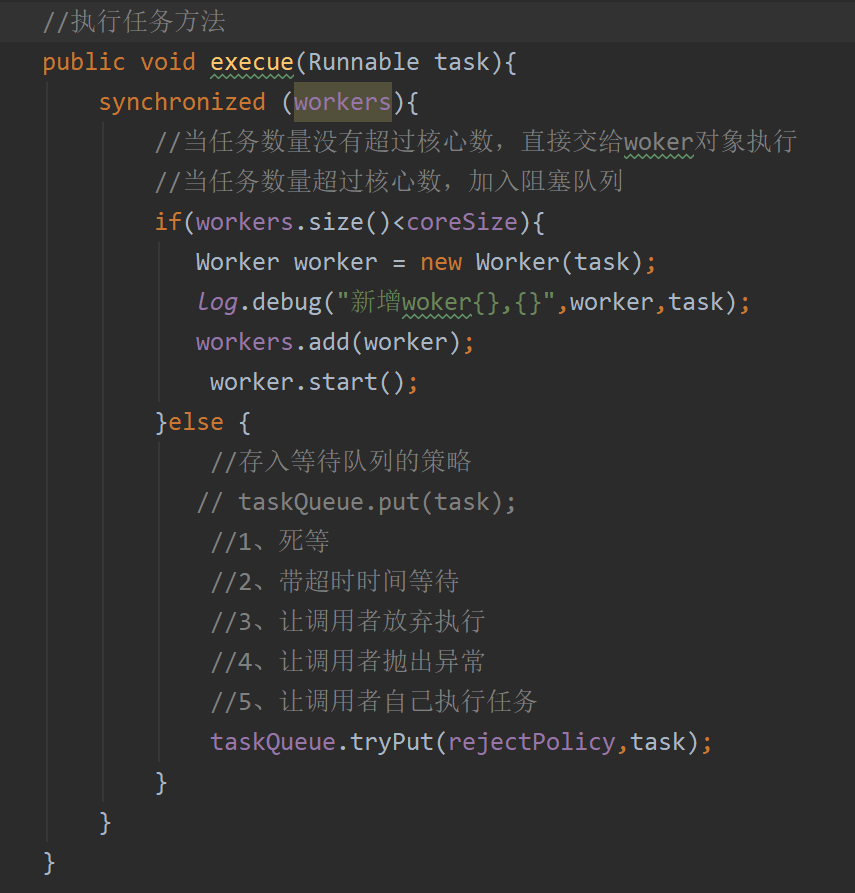 //执行任务方法
public void execue(Runnable task){
synchronized (workers){
//当任务数量没有超过核心数，直接交给woker对象执行
//当任务数量超过核心数，加入阻塞队列
if(workers.size()<coreSize){
Worker worker = new Worker(task);
log.debug("新增woker{},{}",worker,task);
workers.add(worker);
worker.start();
}else {
//存入等待队列的策略
// taskQueue.put(task);
//1、死等
//2、带超时时间等待
//3、让调用者放弃执行
//4、让调用者抛出异常
//5、让调用者自己执行任务
taskQueue.tryPut(rejectPolicy,task);
}
}
}